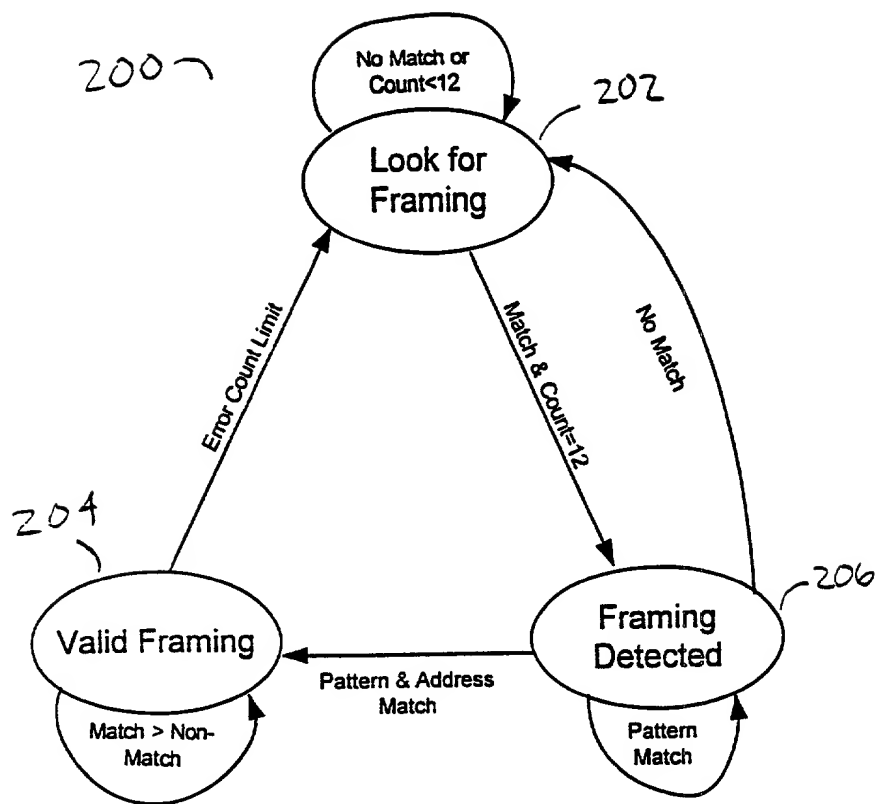 200
No Match or
Count<12
202
Look for
Framing
Error Count Limit
Match & Count=12
No Match
204
206
Valid Framing
Framing
Detected
Pattern & Address
Match
Match > Non-
Match
Pattern
Match